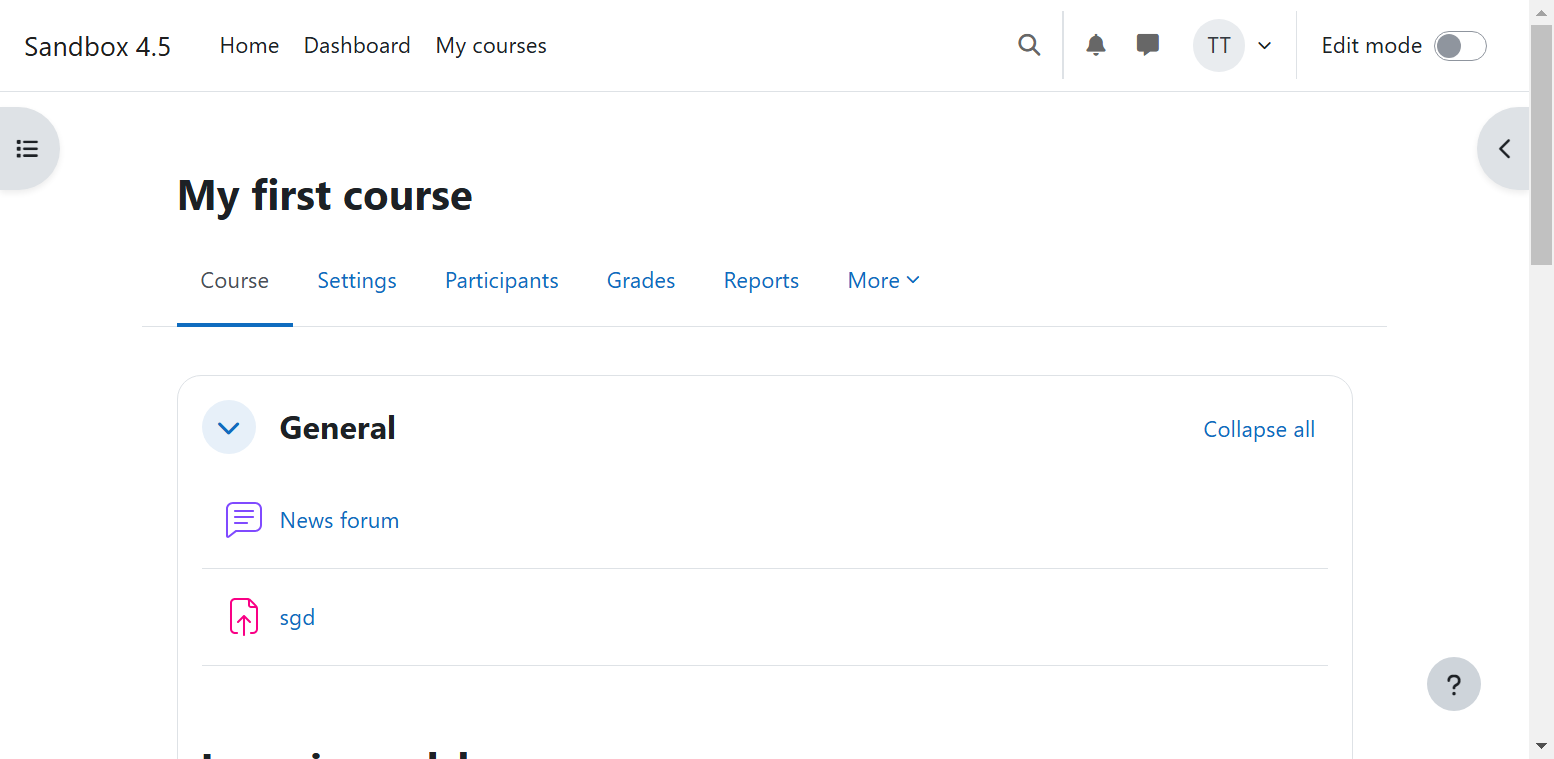 Sandbox 4.5 Home Dashboard My courses TT Edit mode
My first course
Course Settings Participants Grades Reports More
General Collapse all
News forum
sgd
?